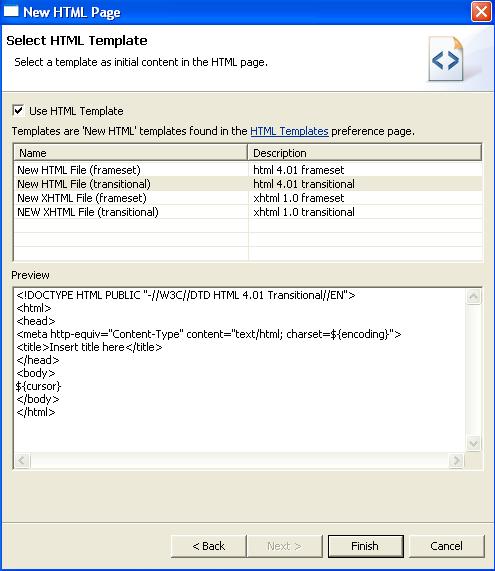 New HTML Page
Select HTML Template
Select a template as initial content in the HTML page.
Use HTML Template
Templates are 'New HTML' templates found in the HTML Templates preference page.
Name Description
New HTML File (frameset) html 4.01 frameset
New HTML File (transitional) html 4.01 transitional
New XHTML File (frameset) xhtml 1.0 frameset
NEW XHTML File (transitional) xhtml 1.0 transitional
Preview
<!DOCTYPE HTML PUBLIC "-//W3C//DTD HTML 4.01 Transitional//EN">
<html>
<head>
<meta http-equiv="Content-Type" content="text/html; charset=${encoding}">
<title>Insert title here</title>
</head>
<body>
${cursor}
</body>
</html>
< Back Next > Finish Cancel